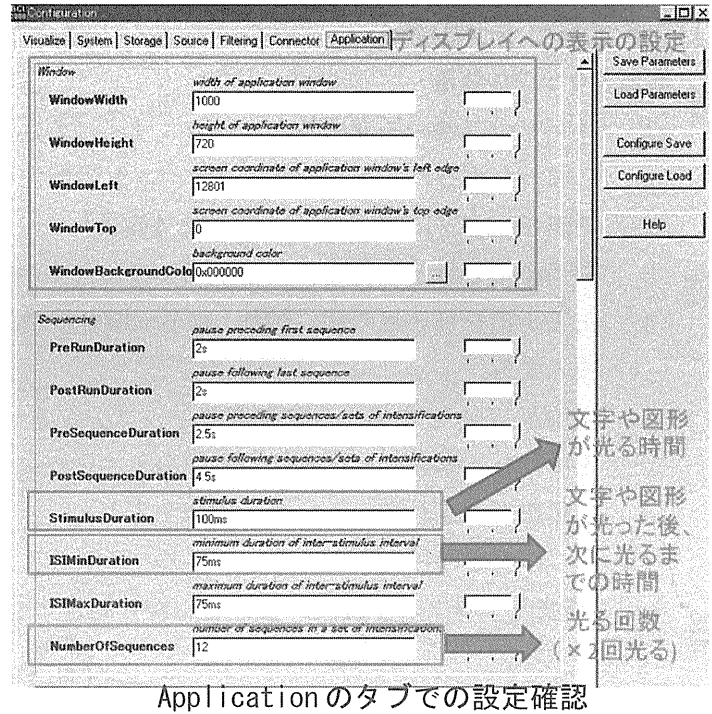 Configuration
Visualize System Storage Source Filtering Connector Application
ディスプレイへの表示の設定
Save Parameters
Load Parameters
Configure Save
Configure Load
Help
Window
width of application window
WindowWidth 1000
height of application window
WindowHeight 720
screen coordinate of application window's left edge
WindowLeft 12801
screen coordinate of application window's top edge
WindowTop 0
background color
WindowBackgroundColo 0x000000 ...
Sequencing
pause preceding first sequence
PreRunDuration 2s
pause following last sequence
PostRunDuration 2s
pause preceding sequences/sets of intensifications
PreSequenceDuration 2.5s
pause following sequences/sets of intensifications
PostSequenceDuration 4.5s
stimulus duration
StimulusDuration 100ms
文字や図形
が光る時間
minimum duration of inter-stimulus interval
ISIMinDuration 75ms
文字や図形
が光った後、
次に光るま
での時間
maximum duration of inter-stimulus interval
ISIMaxDuration 75ms
number of sequences in a set of intensifications
NumberOfSequences 12
光る回数
(×2回光る)
Applicationのタブでの設定確認